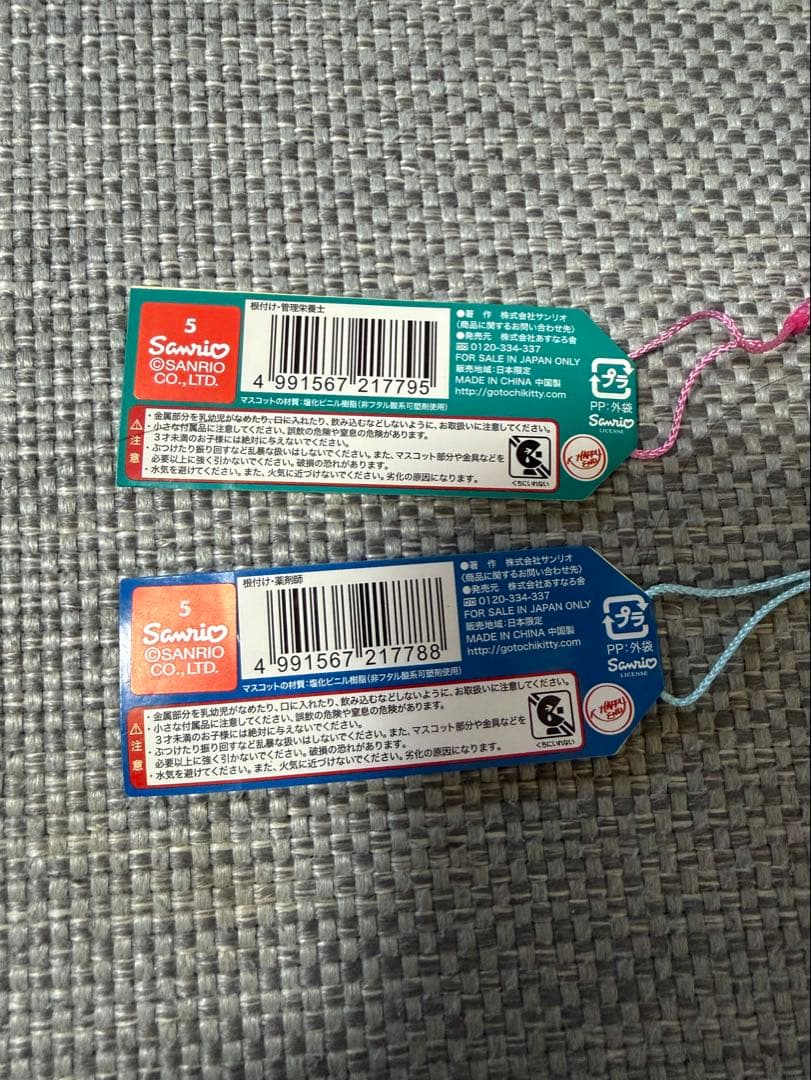 5
Sanrio
©SANRIO
CO., LTD.
根付け・管理栄養士
4 991567 217795
マスコットの材質:塩化ビニル樹脂(非フタル酸系可塑剤使用)
●著 作 株式会社サンリオ
(商品に関するお問い合わせ先)
●発売元 株式会社あすなろ舎
0120-334-337
FOR SALE IN JAPAN ONLY
販売地域:日本限定
MADE IN CHINA 中国製
http://gotochikitty.com
プラ
PP:外袋
Sanrio
LICENSE
注意
・金属部分を乳幼児がなめたり、口に入れたり、飲み込むなどしないように、お取扱いに注意してください。
・小さな付属品に注意してください、誤飲の危険や窒息の危険があります。
3才未満のお子様には絶対に与えないでください。
・ぶつけたり振り回すなど乱暴な扱いはしないでください。また、マスコット部分や金具などを
必要以上に強く引かないでください。破損の恐れがあります。
・水気を避けてください。また、火気に近づけないでください。劣化の原因になります。
くちにいれない
HAPPY
END
5
Sanrio
©SANRIO
CO., LTD.
根付け・薬剤師
4 991567 217788
マスコットの材質:塩化ビニル樹脂(非フタル酸系可塑剤使用)
●著 作 株式会社サンリオ
(商品に関するお問い合わせ先)
●発売元 株式会社あすなろ舎
0120-334-337
FOR SALE IN JAPAN ONLY
販売地域:日本限定
MADE IN CHINA 中国製
http://gotochikitty.com
プラ
PP:外袋
Sanrio
LICENSE
注意
・金属部分を乳幼児がなめたり、口に入れたり、飲み込むなどしないように、お取扱いに注意してください。
・小さな付属品に注意してください、誤飲の危険や窒息の危険があります。
3才未満のお子様には絶対に与えないでください。
・ぶつけたり振り回すなど乱暴な扱いはしないでください。また、マスコット部分や金具などを
必要以上に強く引かないでください。破損の恐れがあります。
・水気を避けてください。また、火気に近づけないでください。劣化の原因になります。
くちにいれない
HAPPY
END